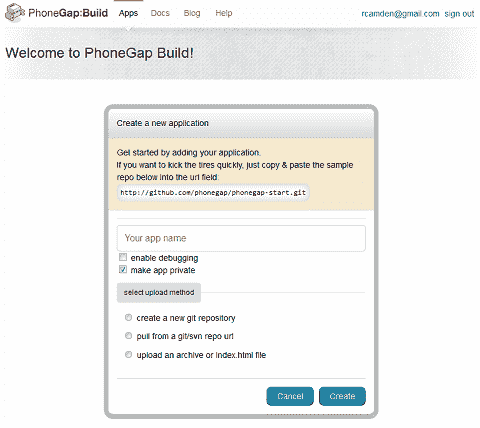 PhoneGap:Build Apps Docs Blog Help rcamden@gmail.com sign out
Welcome to PhoneGap Build!
Create a new application
Get started by adding your application.
If you want to kick the tires quickly, just copy & paste the sample
repo below into the url field:
http://github.com/phonegap/phonegap-start.git
Your app name
enable debugging
make app private
select upload method
create a new git repository
pull from a git/svn repo url
upload an archive or index.html file
Cancel Create